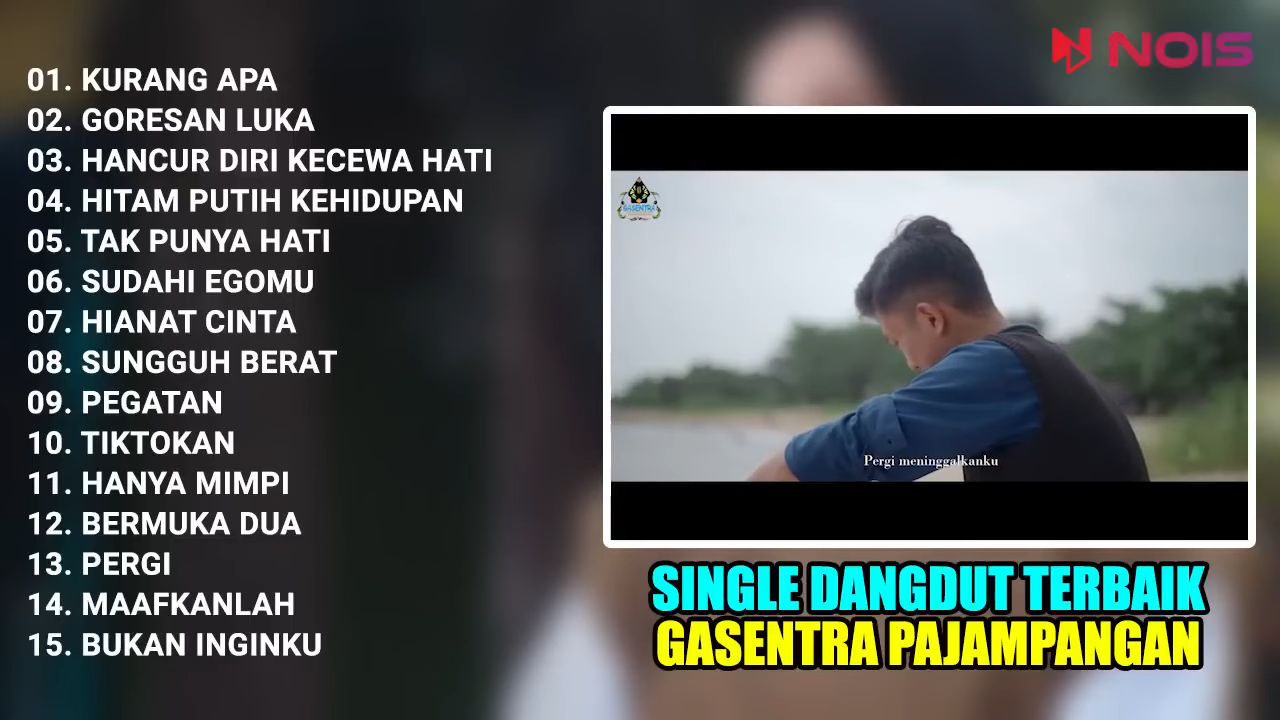 01. KURANG APA
02. GORESAN LUKA
03. HANCUR DIRI KECEWA HATI
04. HITAM PUTIH KEHIDUPAN
05. TAK PUNYA HATI
06. SUDAHI EGOMU
07. HIANAT CINTA
08. SUNGGUH BERAT
09. PEGATAN
10. TIKTOKAN
11. HANYA MIMPI
12. BERMUKA DUA
13. PERGI
14. MAAFKANLAH
15. BUKAN INGINKU
NOIS
GASENTRA
Pergi meninggalkanku
SINGLE DANGDUT TERBAIK
GASENTRA PAJAMPANGAN